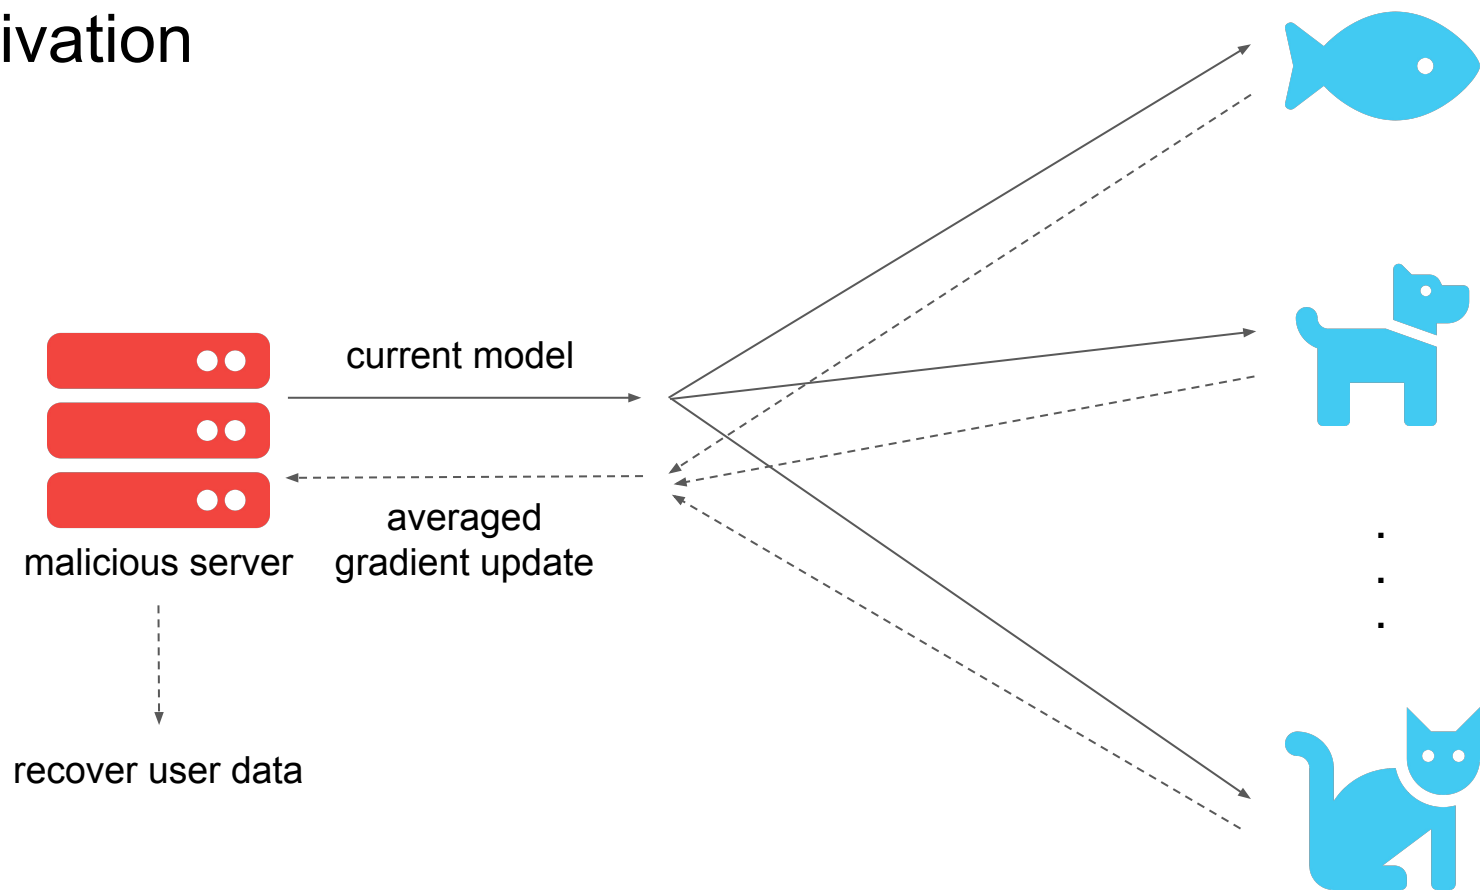 ivation
current model
averaged
gradient update
malicious server
.
.
.
recover user data